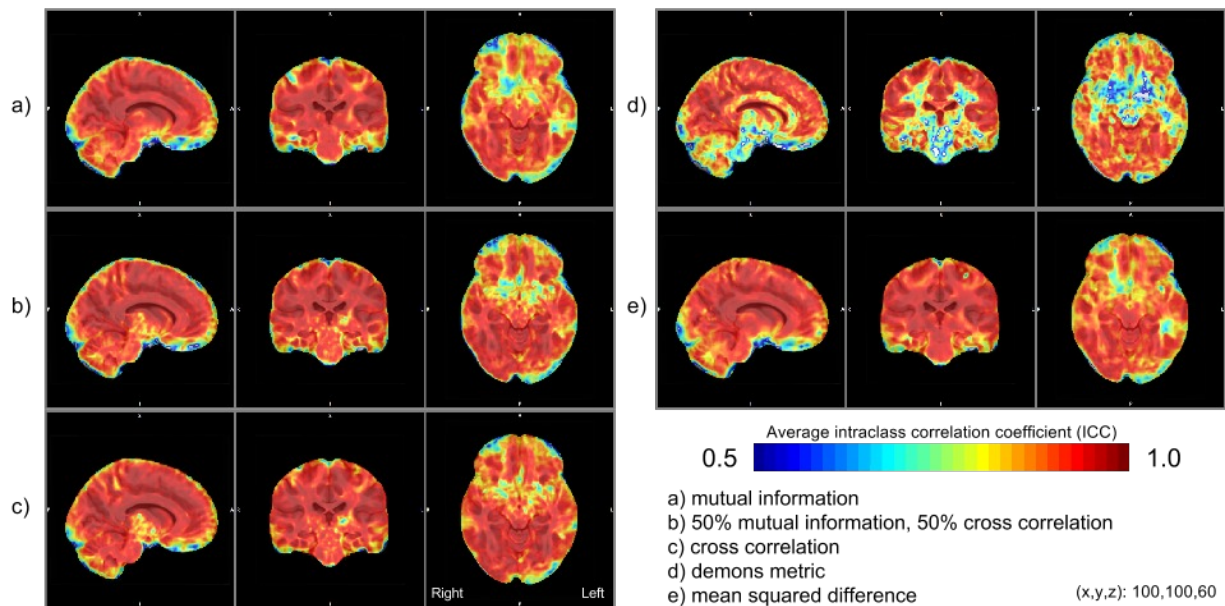 a)
b)
c)
Right
Left
d)
e)
Average intraclass correlation coefficient (ICC)
0.5
1.0
a) mutual information
b) 50% mutual information, 50% cross correlation
c) cross correlation
d) demons metric
e) mean squared difference
(x,y,z): 100,100,60